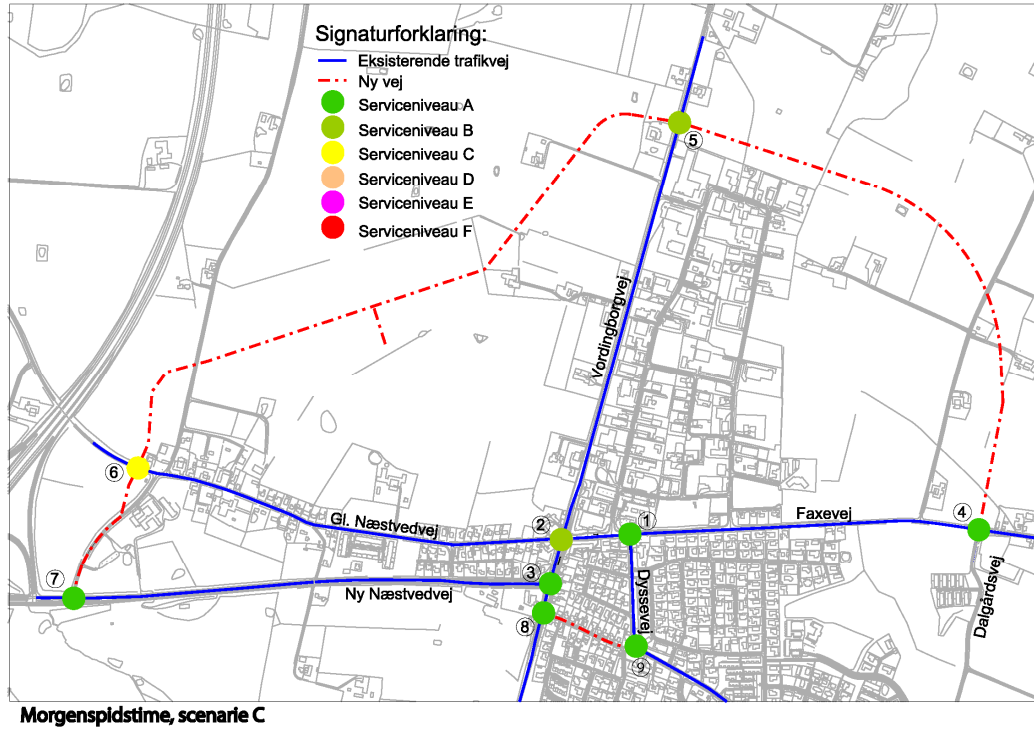 Signaturforklaring:
Eksisterende trafikvej
Ny vej
Serviceniveau A
Serviceniveau B
Serviceniveau C
Serviceniveau D
Serviceniveau E
Serviceniveau F
5
Vordingborgvej
6
Gl. Næstvedvej
2
1
Faxevej
4
7
Ny Næstvedvej
3
Dyssevej
Dalgårdsvej
8
9
Morgenspidstime, scenarie C